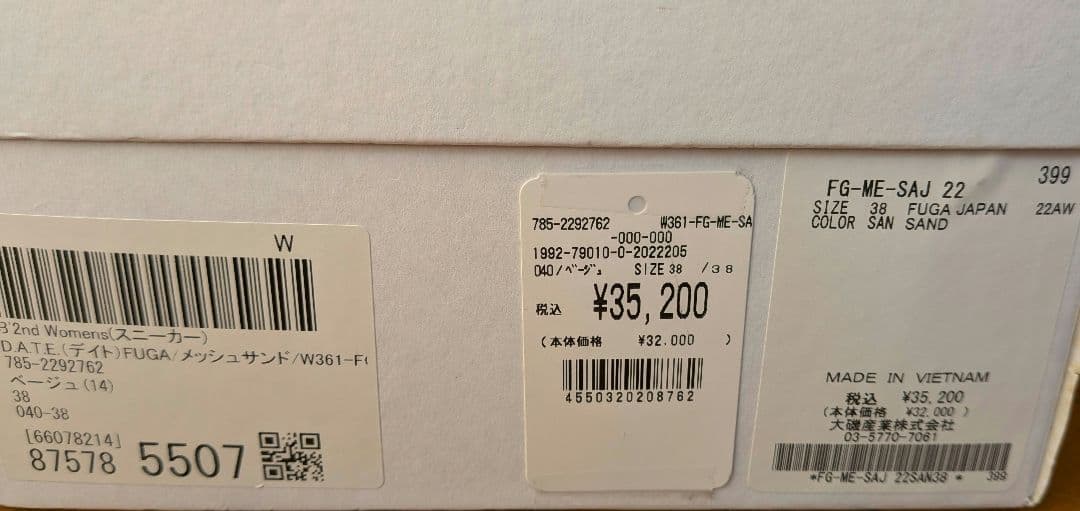 W
B'2nd Womens(スニーカー)
D.A.T.E.(デイト)FUGA/メッシュサンド/W361-F
785-2292762
ベージュ(14)
38
040-38
[66078214]
87578 5507
785-2292762 W361-FG-ME-SA
-000-000
1992-79010-0-2022205
040/ベージュ SIZE 38 /38
税込 ¥35,200
(本体価格 ¥32.000 )
4550320208762
FG-ME-SAJ 22 399
SIZE 38 FUGA JAPAN 22AW
COLOR SAN SAND
MADE IN VIETNAM
税込 ¥35,200
(本体価格 ¥32,000 )
大磯産業株式会社
03-5770-7061
*FG-ME-SAJ 22SAN38 * 399